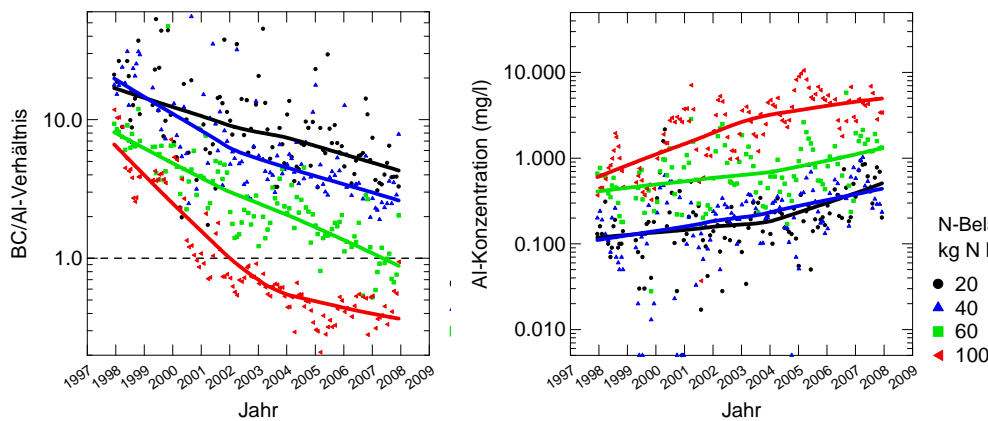 BC/Al-Verhältnis
10.0
1.0
1997 1998 1999 2000 2001 2002 2003 2004 2005 2006 2007 2008 2009
Jahr
Al-Konzentration (mg/l)
10.000
1.000
0.100
0.010
1997 1998 1999 2000 2001 2002 2003 2004 2005 2006 2007 2008 2009
Jahr
N-Bela
kg N
20
40
60
100